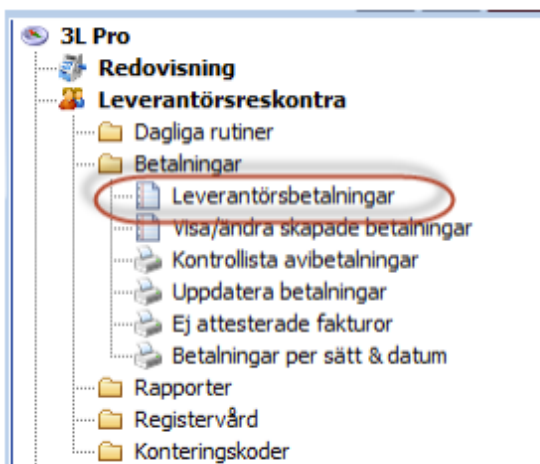 3L Pro
Redovisning
Leverantörsreskontra
Dagliga rutiner
Betalningar
Leverantörsbetalningar
Visa/ändra skapade betalningar
Kontrollista avibetalningar
Uppdatera betalningar
Ej attesterade fakturor
Betalningar per sätt & datum
Rapporter
Registervård
Konteringskoder